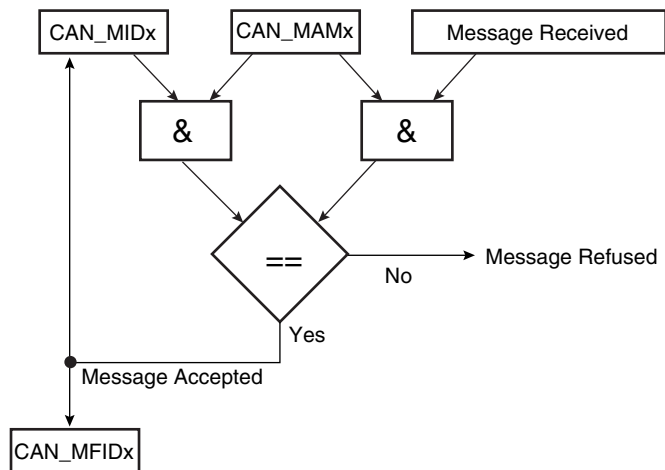 CAN_MIDx
CAN_MAMx
Message Received
&
&
==
No
Message Refused
Yes
Message Accepted
CAN_MFIDx